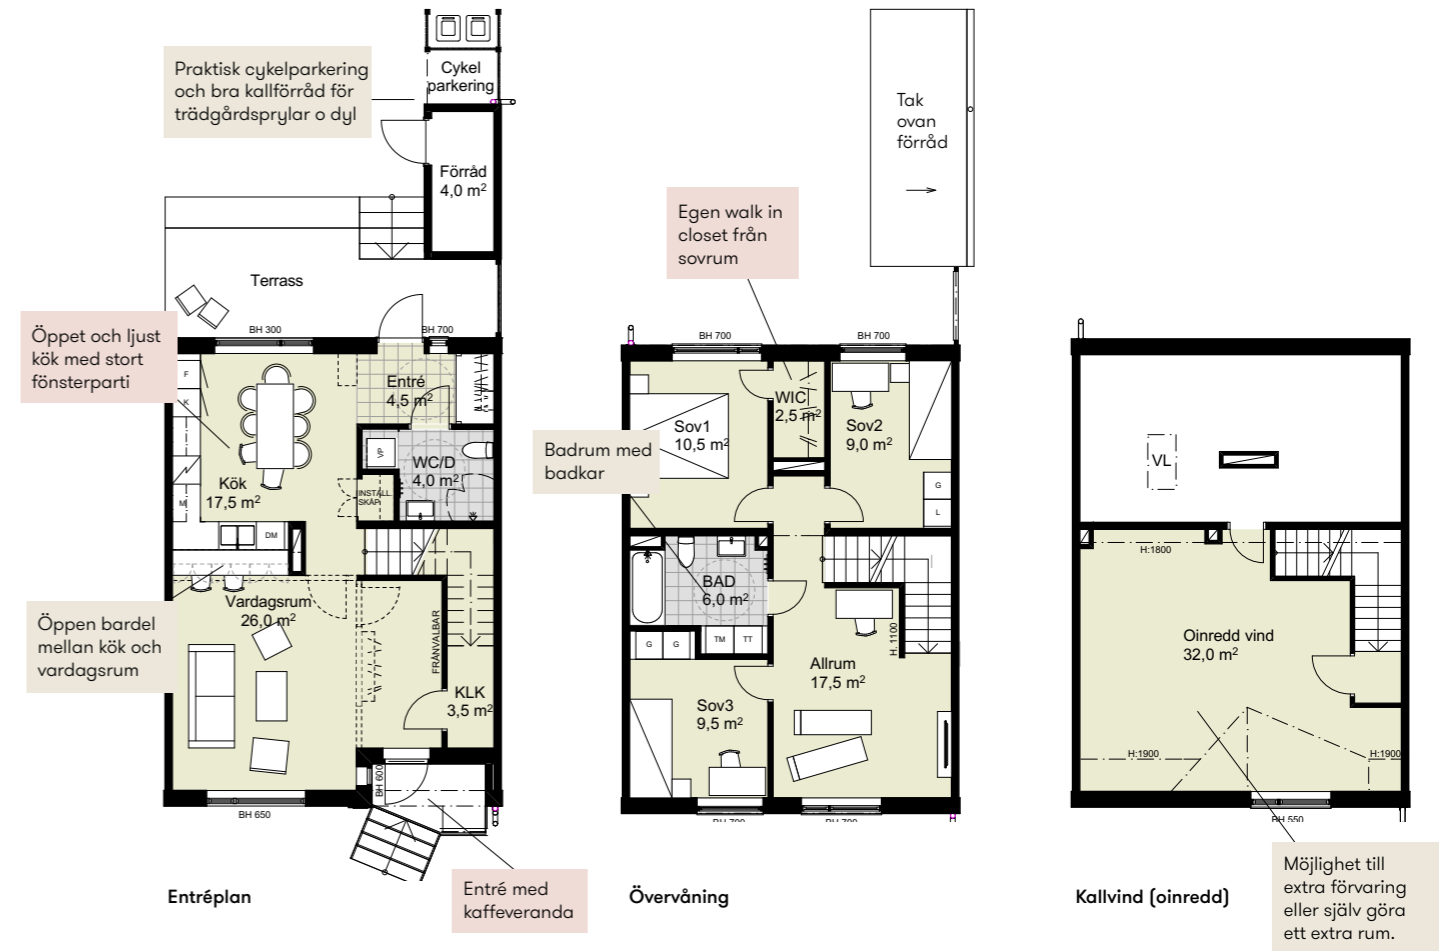 Praktisk cykelparkering
och bra kallförråd för
trädgårdsprylar o dyl
Cykel
parkering
Förråd
4,0 m²
Terrass
BH 300
BH 700
Öppet och ljust
kök med stort
fönsterparti
F
K
M
Entré
4,5 m²
VP
WC/D
4,0 m²
Kök
17,5 m²
INSTÄLL.
SKÅP
DM
Vardagsrum
26,0 m²
FRÅNVALBAR
Öppen bardel
mellan kök och
vardagsrum
KLK
3,5 m²
BH 600
BH 650
Entré med
kaffeveranda
Entréplan
Tak
ovan
förråd
Egen walk in
closet från
sovrum
BH 700
BH 700
WIC
2,5 m²
Sov1
10,5 m²
Sov2
9,0 m²
Badrum med
badkar
G
L
BAD
6,0 m²
G
G
TM
TT
H. 1100
Allrum
17,5 m²
Sov3
9,5 m²
BH 700
BH 700
Övervåning
VL
H:1800
Oinredd vind
32,0 m²
H:1900
H:1900
BH 550
Möjlighet till
extra förvaring
eller själv göra
ett extra rum.
Kallvind (oinredd)